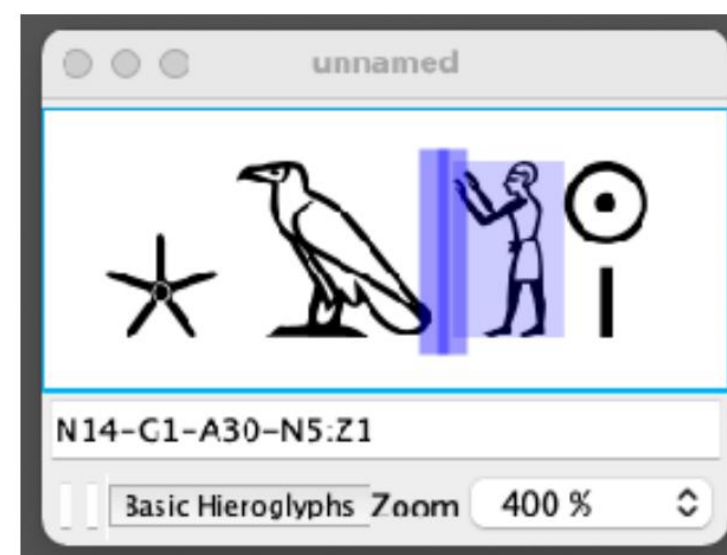 unnamed
𓇼𓄿𓀢𓇳𓏤
N14-G1-A30-N5:Z1
Basic Hieroglyphs Zoom 400 %